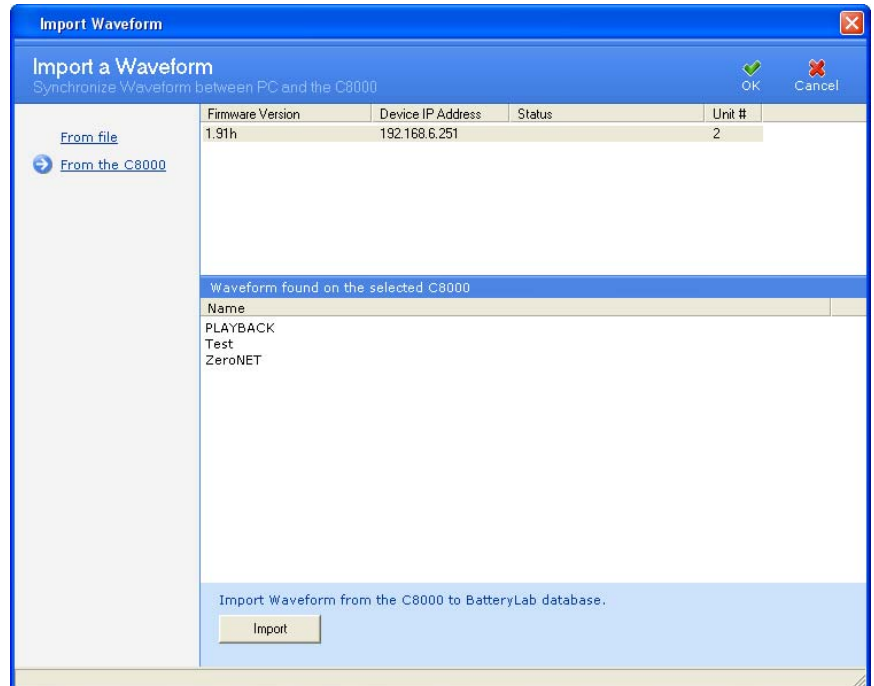 Import Waveform
Import a Waveform
Synchronize Waveform between PC and the C8000
OK
Cancel
From file
From the C8000
Firmware Version Device IP Address Status Unit #
1.91h 192.168.6.251 2
Waveform found on the selected C8000
Name
PLAYBACK
Test
ZeroNET
Import Waveform from the C8000 to BatteryLab database.
Import